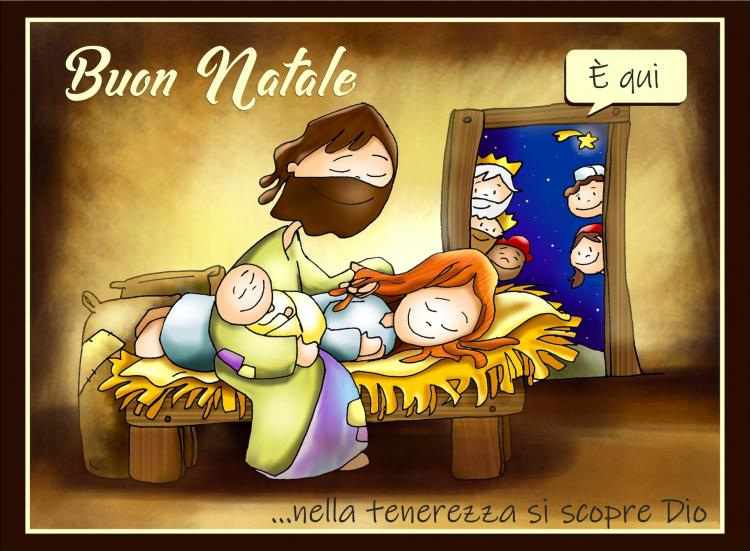 Buon Natale
È qui
...nella tenerezza si scopre Dio